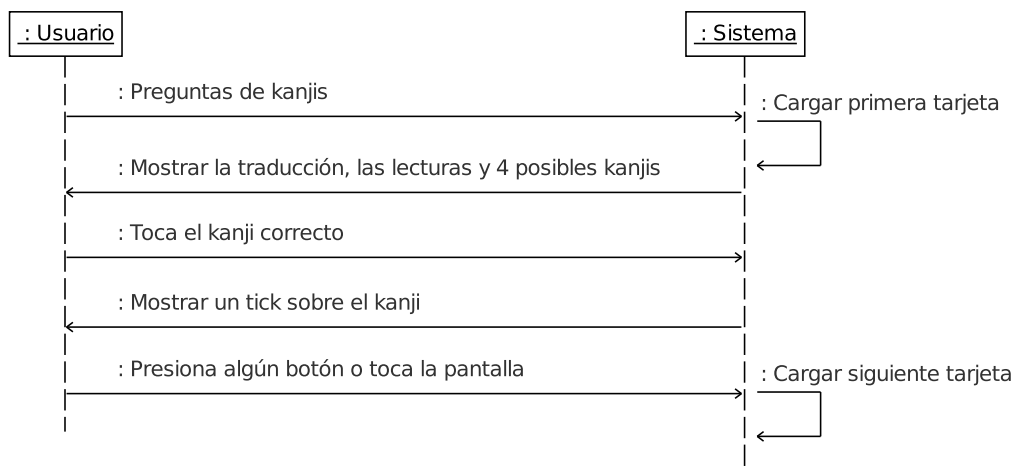 : Usuario
: Sistema
: Preguntas de kanjis
: Cargar primera tarjeta
: Mostrar la traducción, las lecturas y 4 posibles kanjis
: Toca el kanji correcto
: Mostrar un tick sobre el kanji
: Presiona algún botón o toca la pantalla
: Cargar siguiente tarjeta